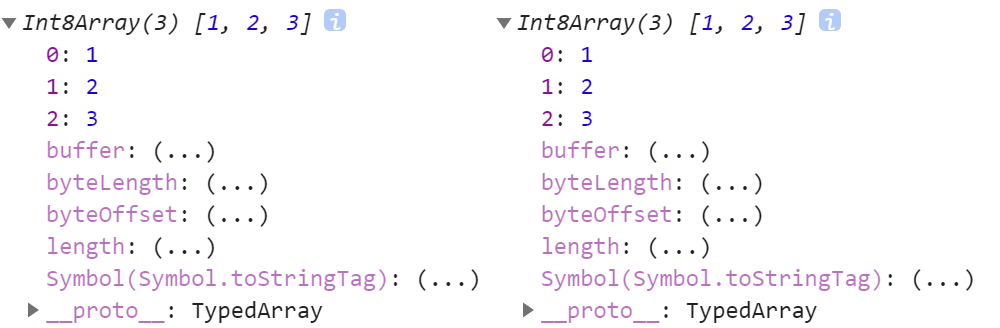 ▼ Int8Array(3) [1, 2, 3] i
0: 1
1: 2
2: 3
buffer: (...)
byteLength: (...)
byteOffset: (...)
length: (...)
Symbol(Symbol.toStringTag): (...)
▶ __proto__: TypedArray
▼ Int8Array(3) [1, 2, 3] i
0: 1
1: 2
2: 3
buffer: (...)
byteLength: (...)
byteOffset: (...)
length: (...)
Symbol(Symbol.toStringTag): (...)
▶ __proto__: TypedArray